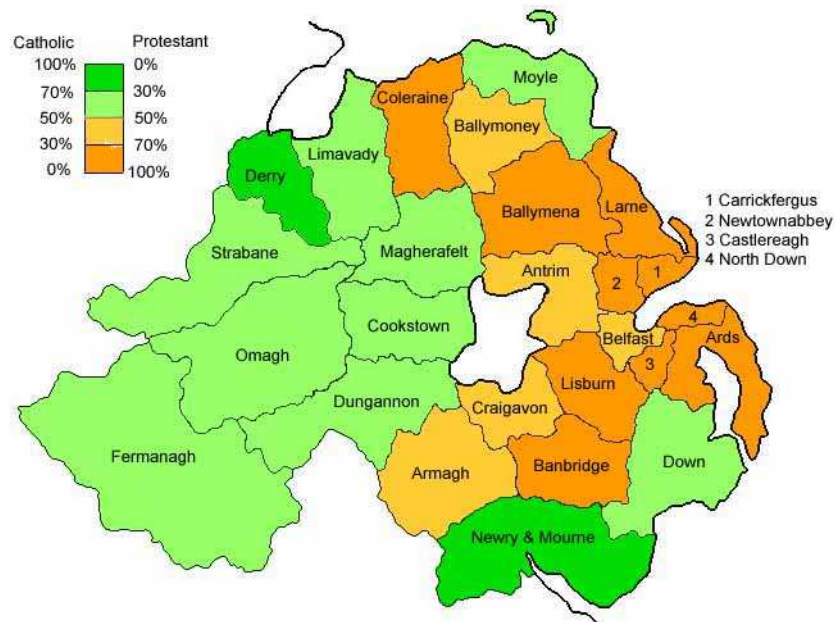 Catholic Protestant
100% 0%
70% 30%
50% 50%
30% 70%
0% 100%
Moyle
Coleraine
Ballymoney
Limavady
Derry
Larne
Ballymena
1 Carrickfergus
2 Newtownabbey
3 Castlereagh
4 North Down
Strabane
Magherafelt
Antrim
2
1
4
Cookstown
Belfast
Ards
Omagh
3
Lisburn
Dungannon
Craigavon
Fermanagh
Armagh
Banbridge
Down
Newry & Mourne